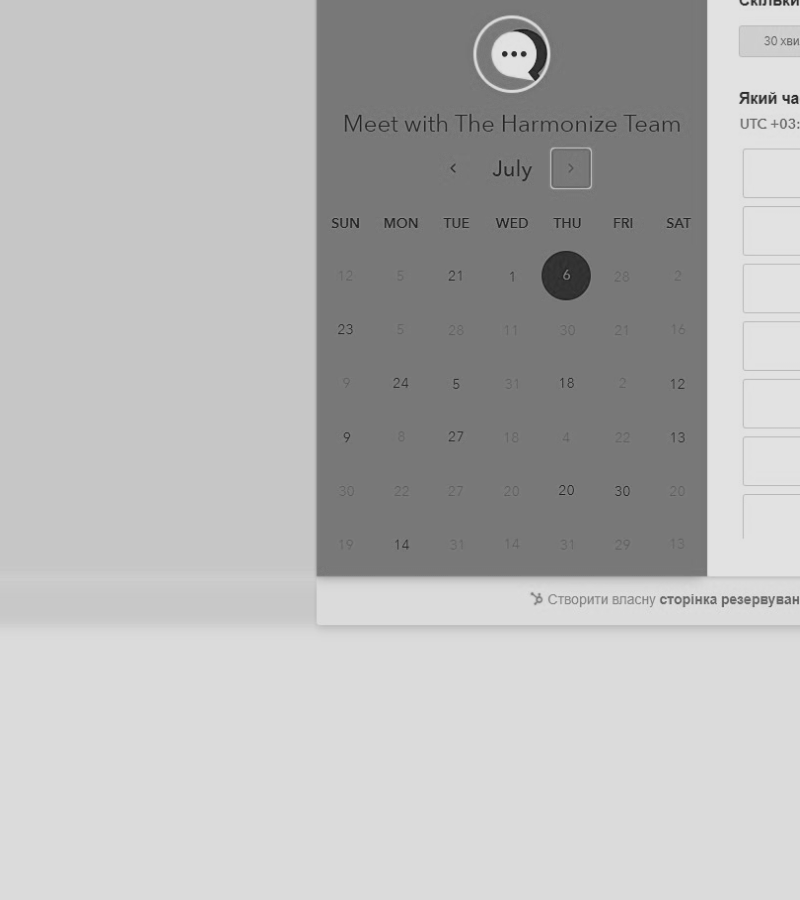 Скільки
30 хви
Meet with The Harmonize Team
Який ча
UTC +03:
July
SUN MON TUE WED THU FRI SAT
12 5 21 1 6 28 2
23 5 28 11 30 21 16
9 24 5 31 18 2 12
9 8 27 18 4 22 13
30 22 27 20 20 30 20
19 14 31 14 31 29 13
Створити власну сторінка резервуван